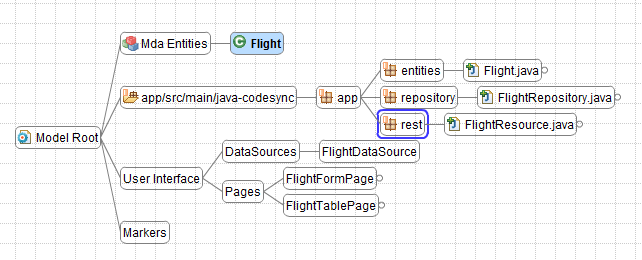 Mda Entities
Flight
entities
Flight.java
app/src/main/java-codesync
app
repository
FlightRepository.java
rest
FlightResource.java
Model Root
DataSources
FlightDataSource
User Interface
FlightFormPage
Pages
FlightTablePage
Markers